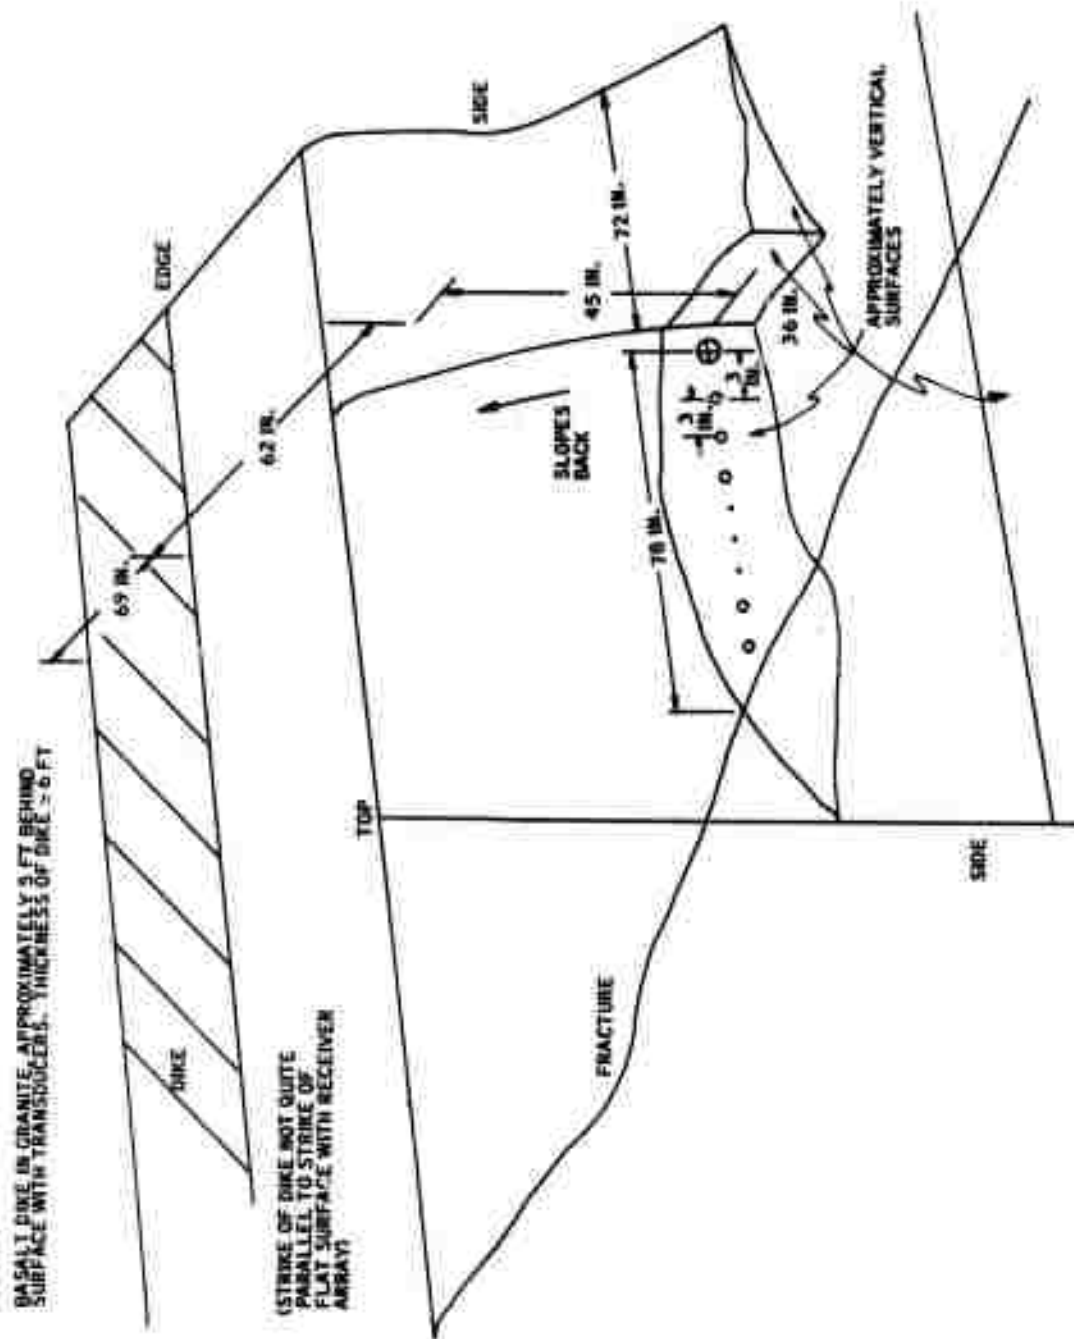 BASALT DIKE IN GRANITE, APPROXIMATELY 5 FT BEHIND
SURFACE WITH TRANSDUCERS. THICKNESS OF DIKE > 6 FT
DIKE
(STRIKE OF DIKE NOT QUITE
PARALLEL TO STRIKE OF
FLAT SURFACE WITH RECEIVER
ARRAY)
69 IN.
EDGE
62 IN.
TOP
SIDE
72 IN.
45 IN.
SLOPES
BACK
78 IN.
3
IN.
3
IN.
36 IN.
APPROXIMATELY VERTICAL
SURFACES
FRACTURE
SIDE